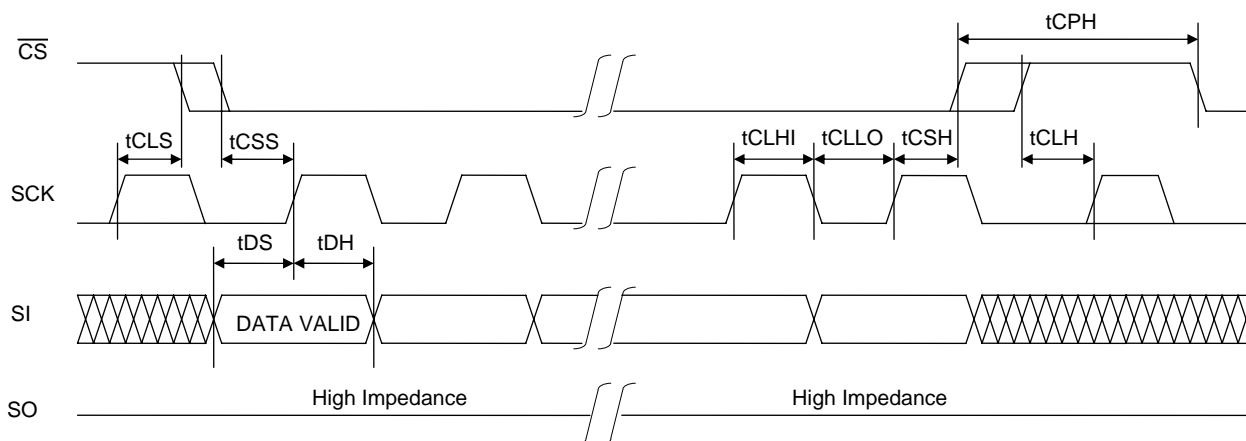 tCPH
CS
tCLS
tCSS
tCLHI
tCLLO
tCSH
tCLH
SCK
tDS
tDH
SI
DATA VALID
High Impedance
High Impedance
SO